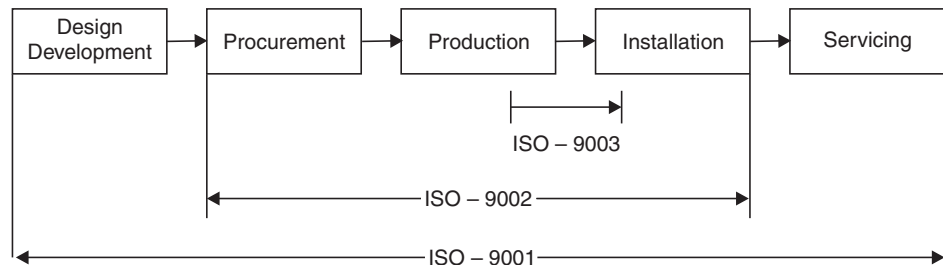 Design
Development
Procurement
Production
Installation
Servicing
ISO – 9003
ISO – 9002
ISO – 9001